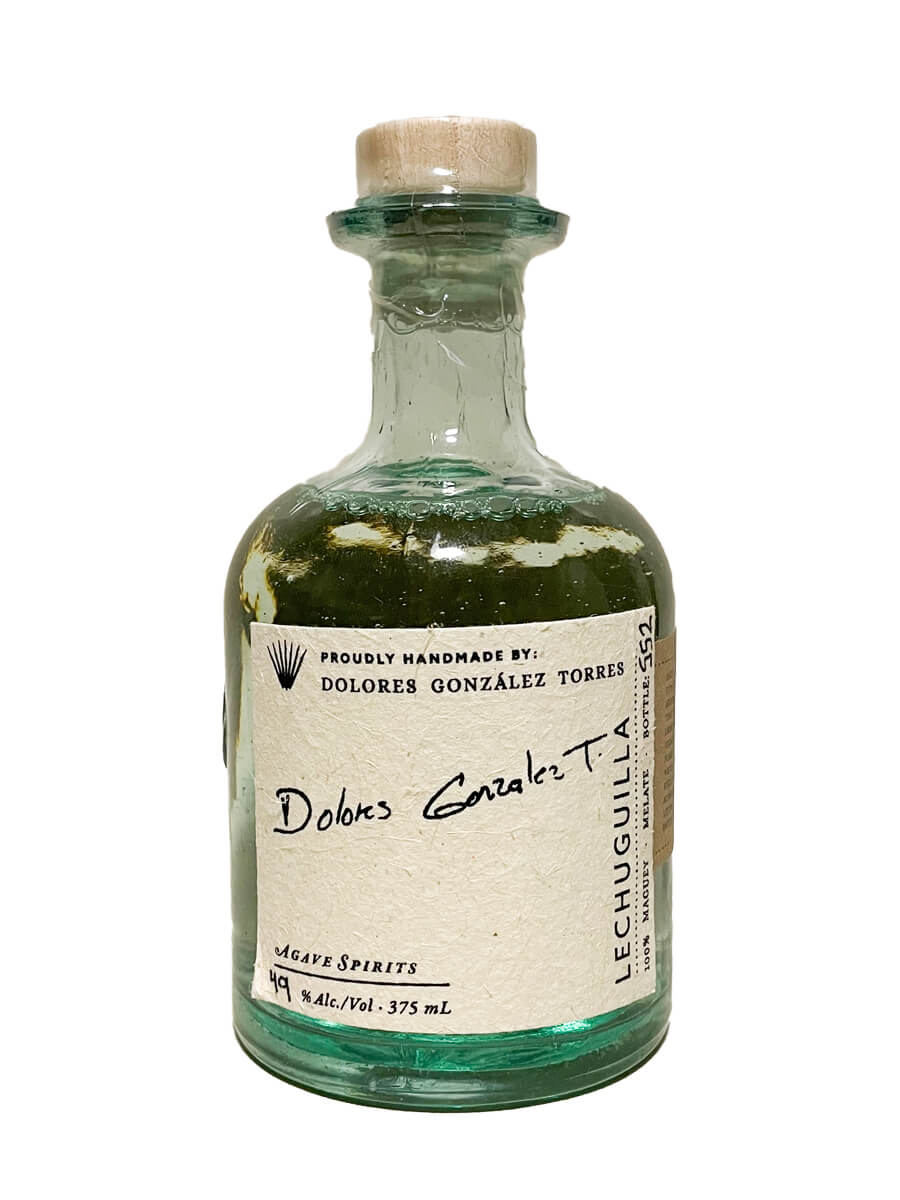 PROUDLY HANDMADE BY:
DOLORES GONZÁLEZ TORRES
Dolores Gonzalez T.
AGAVE SPIRITS
49 % Alc./Vol · 375 mL
LECHUGUILLA
100% MAGUEY · MELATE · BOTTLE: 552